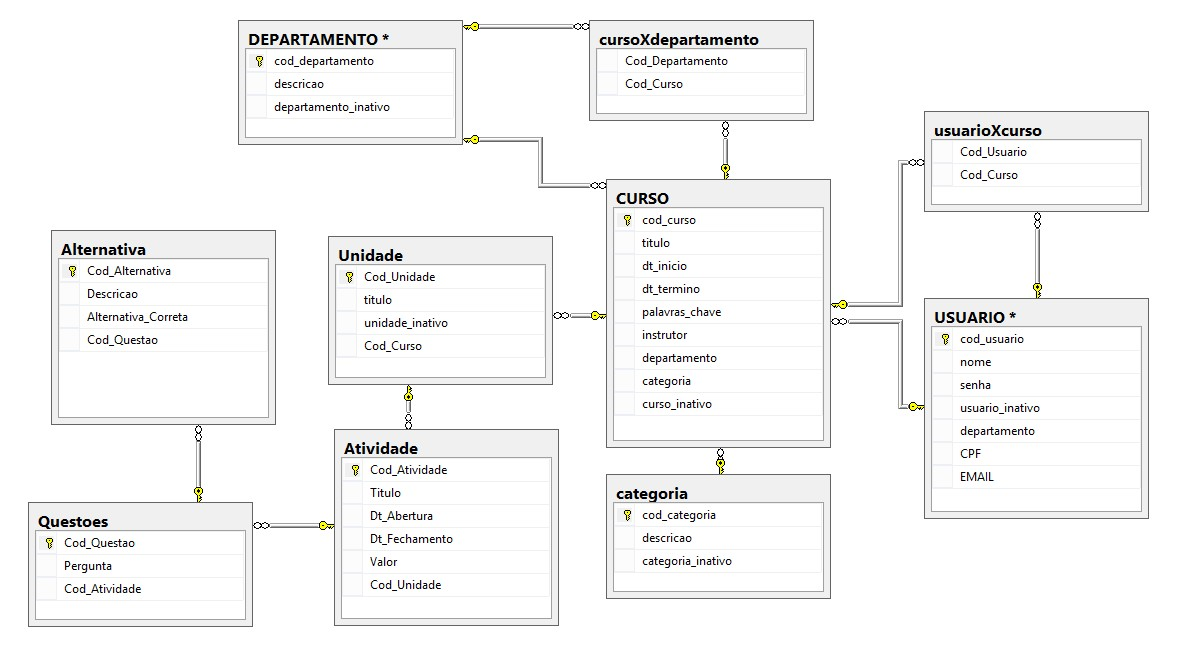 DEPARTAMENTO *
cod_departamento
descricao
departamento_inativo
cursoXdepartamento
Cod_Departamento
Cod_Curso
usuarioXcurso
Cod_Usuario
Cod_Curso
CURSO
cod_curso
titulo
dt_inicio
dt_termino
palavras_chave
instrutor
departamento
categoria
curso_inativo
Alternativa
Cod_Alternativa
Descricao
Alternativa_Correta
Cod_Questao
Unidade
Cod_Unidade
titulo
unidade_inativo
Cod_Curso
USUARIO *
cod_usuario
nome
senha
usuario_inativo
departamento
CPF
EMAIL
Atividade
Cod_Atividade
Titulo
Dt_Abertura
Dt_Fechamento
Valor
Cod_Unidade
categoria
cod_categoria
descricao
categoria_inativo
Questoes
Cod_Questao
Pergunta
Cod_Atividade